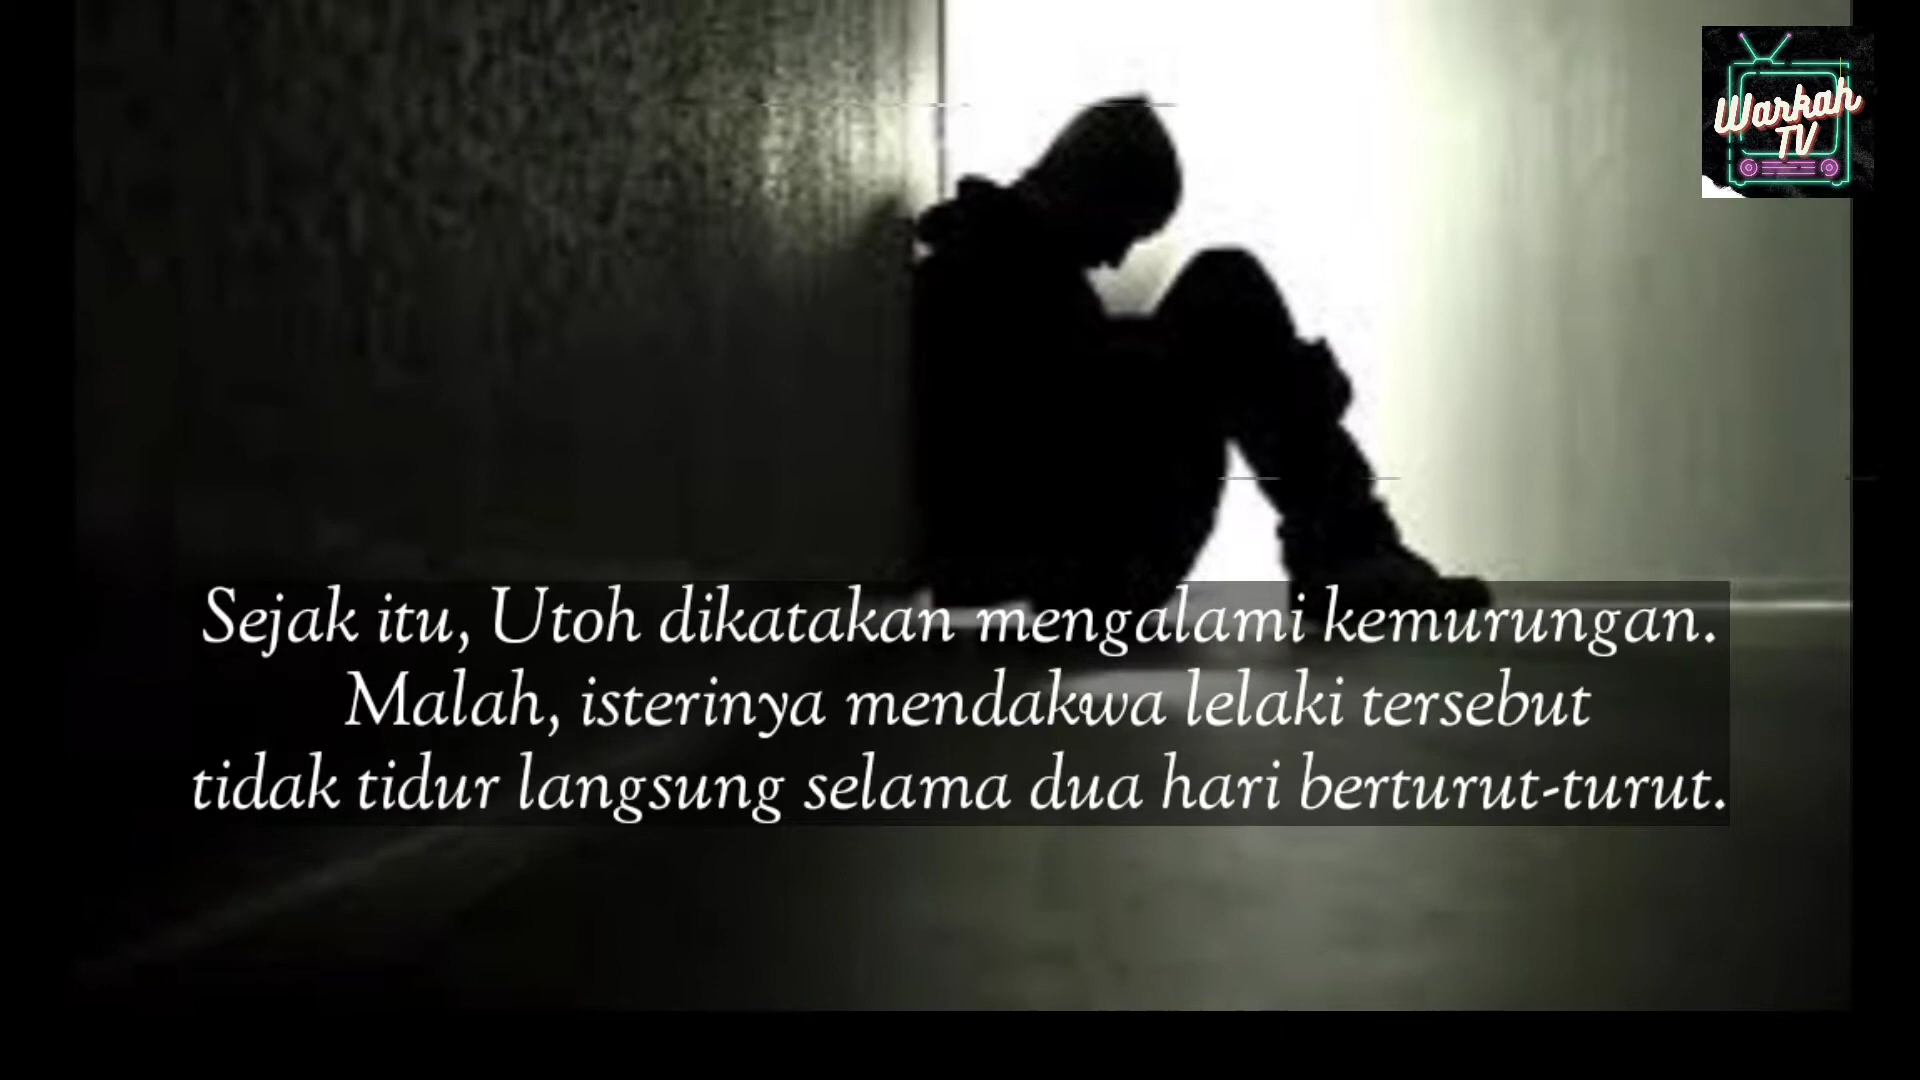 Warkah
TV
Sejak itu, Utoh dikatakan mengalami kemurungan.
Malah, isterinya mendakwa lelaki tersebut
tidak tidur langsung selama dua hari berturut-turut.